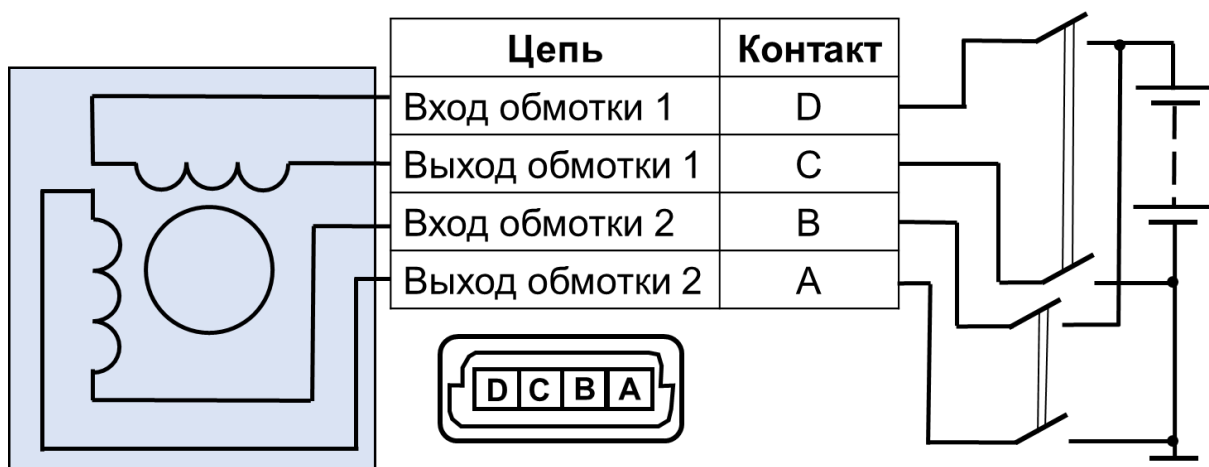 Цепь Контакт
Вход обмотки 1 D
Выход обмотки 1 C
Вход обмотки 2 B
Выход обмотки 2 A
D C B A